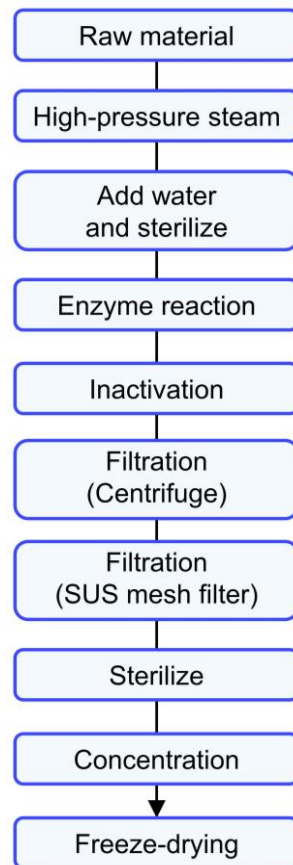 Raw material
High-pressure steam
Add water
and sterilize
Enzyme reaction
Inactivation
Filtration
(Centrifuge)
Filtration
(SUS mesh filter)
Sterilize
Concentration
Freeze-drying